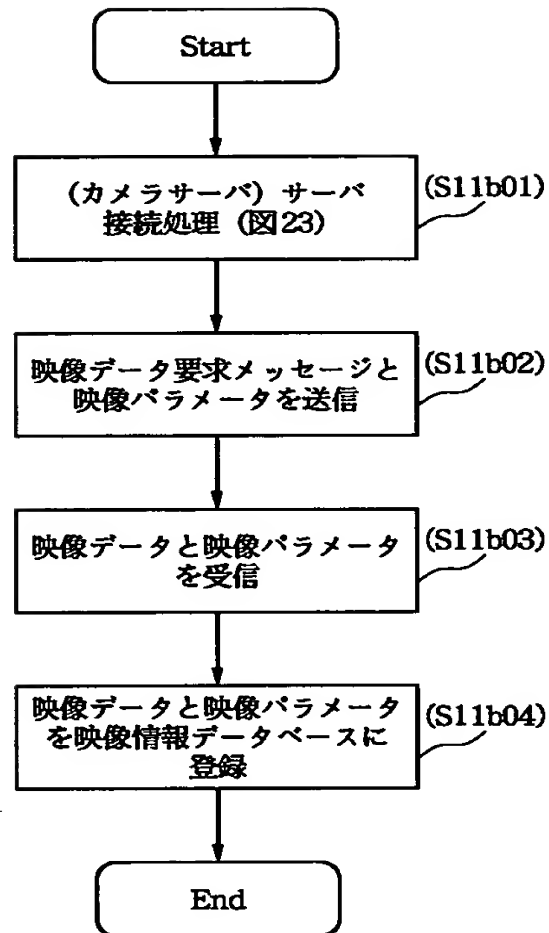 Start
(カメラサーバ) サーバ
接続処理 (図23)
(S11b01)
映像データ要求メッセージと
映像パラメータを送信
(S11b02)
映像データと映像パラメータ
を受信
(S11b03)
映像データと映像パラメータ
を映像情報データベースに
登録
(S11b04)
End